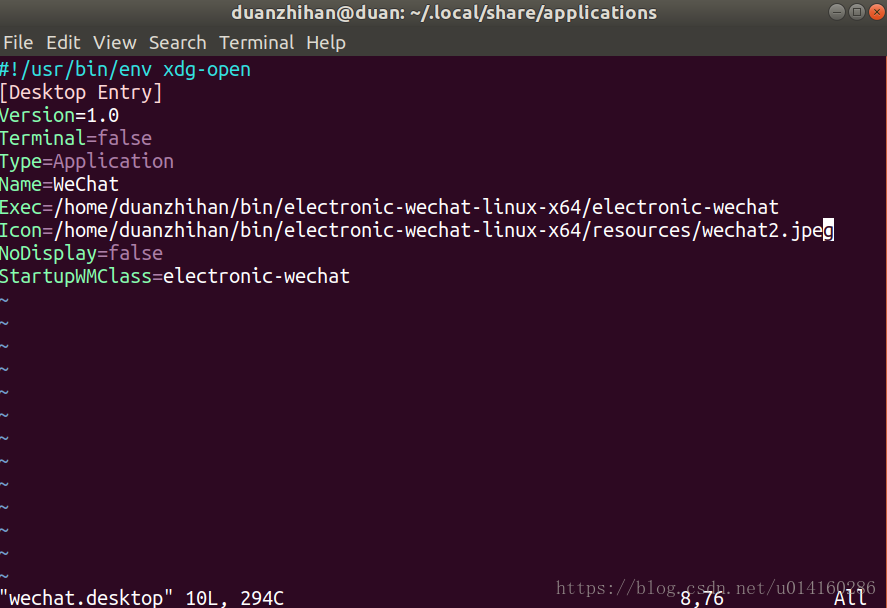 duanzhihan@duan: ~/.local/share/applications
File Edit View Search Terminal Help
#!/usr/bin/env xdg-open
[Desktop Entry]
Version=1.0
Terminal=false
Type=Application
Name=WeChat
Exec=/home/duanzhihan/bin/electronic-wechat-linux-x64/electronic-wechat
Icon=/home/duanzhihan/bin/electronic-wechat-linux-x64/resources/wechat2.jpeg
NoDisplay=false
StartupWMClass=electronic-wechat
~
~
~
~
~
~
~
~
~
~
~
~
~
https://blog.csdn.net/u014160286
"wechat.desktop" 10L, 294C 8,76 All